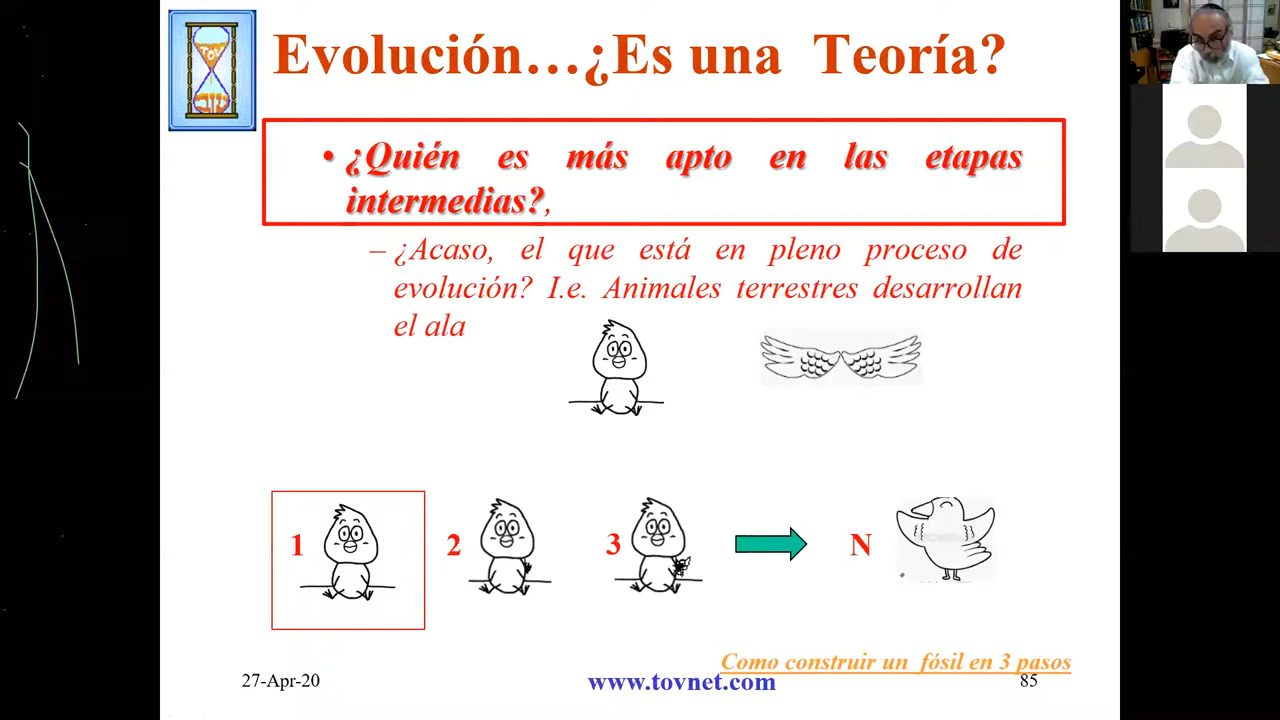 Evolución…¿Es una Teoría?
• ¿Quién es más apto en las etapas
intermedias?,
– ¿Acaso, el que está en pleno proceso de
evolución? I.e. Animales terrestres desarrollan
el ala
1
2
3
N
Como construir un fósil en 3 pasos
27-Apr-20
www.tovnet.com
85